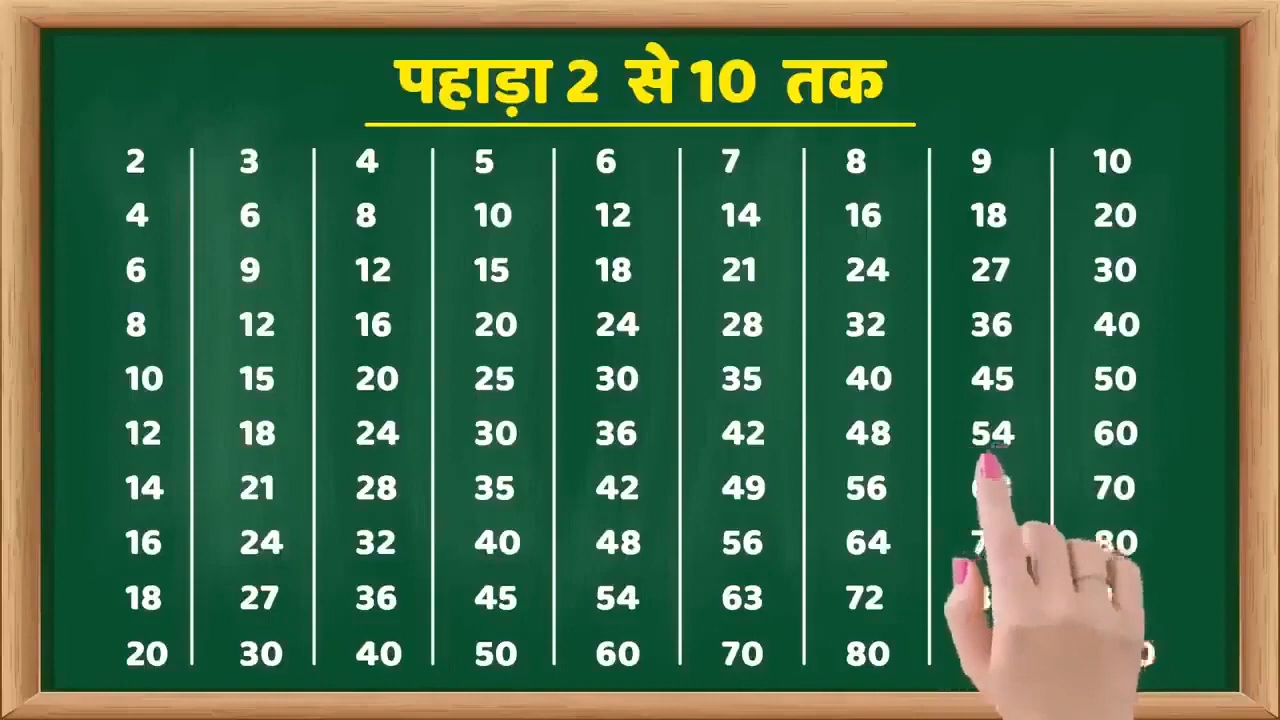 पहाड़ा 2 से 10 तक
2 3 4 5 6 7 8 9 10
4 6 8 10 12 14 16 18 20
6 9 12 15 18 21 24 27 30
8 12 16 20 24 28 32 36 40
10 15 20 25 30 35 40 45 50
12 18 24 30 36 42 48 54 60
14 21 28 35 42 49 56 70
16 24 32 40 48 56 64 80
18 27 36 45 54 63 72
20 30 40 50 60 70 80